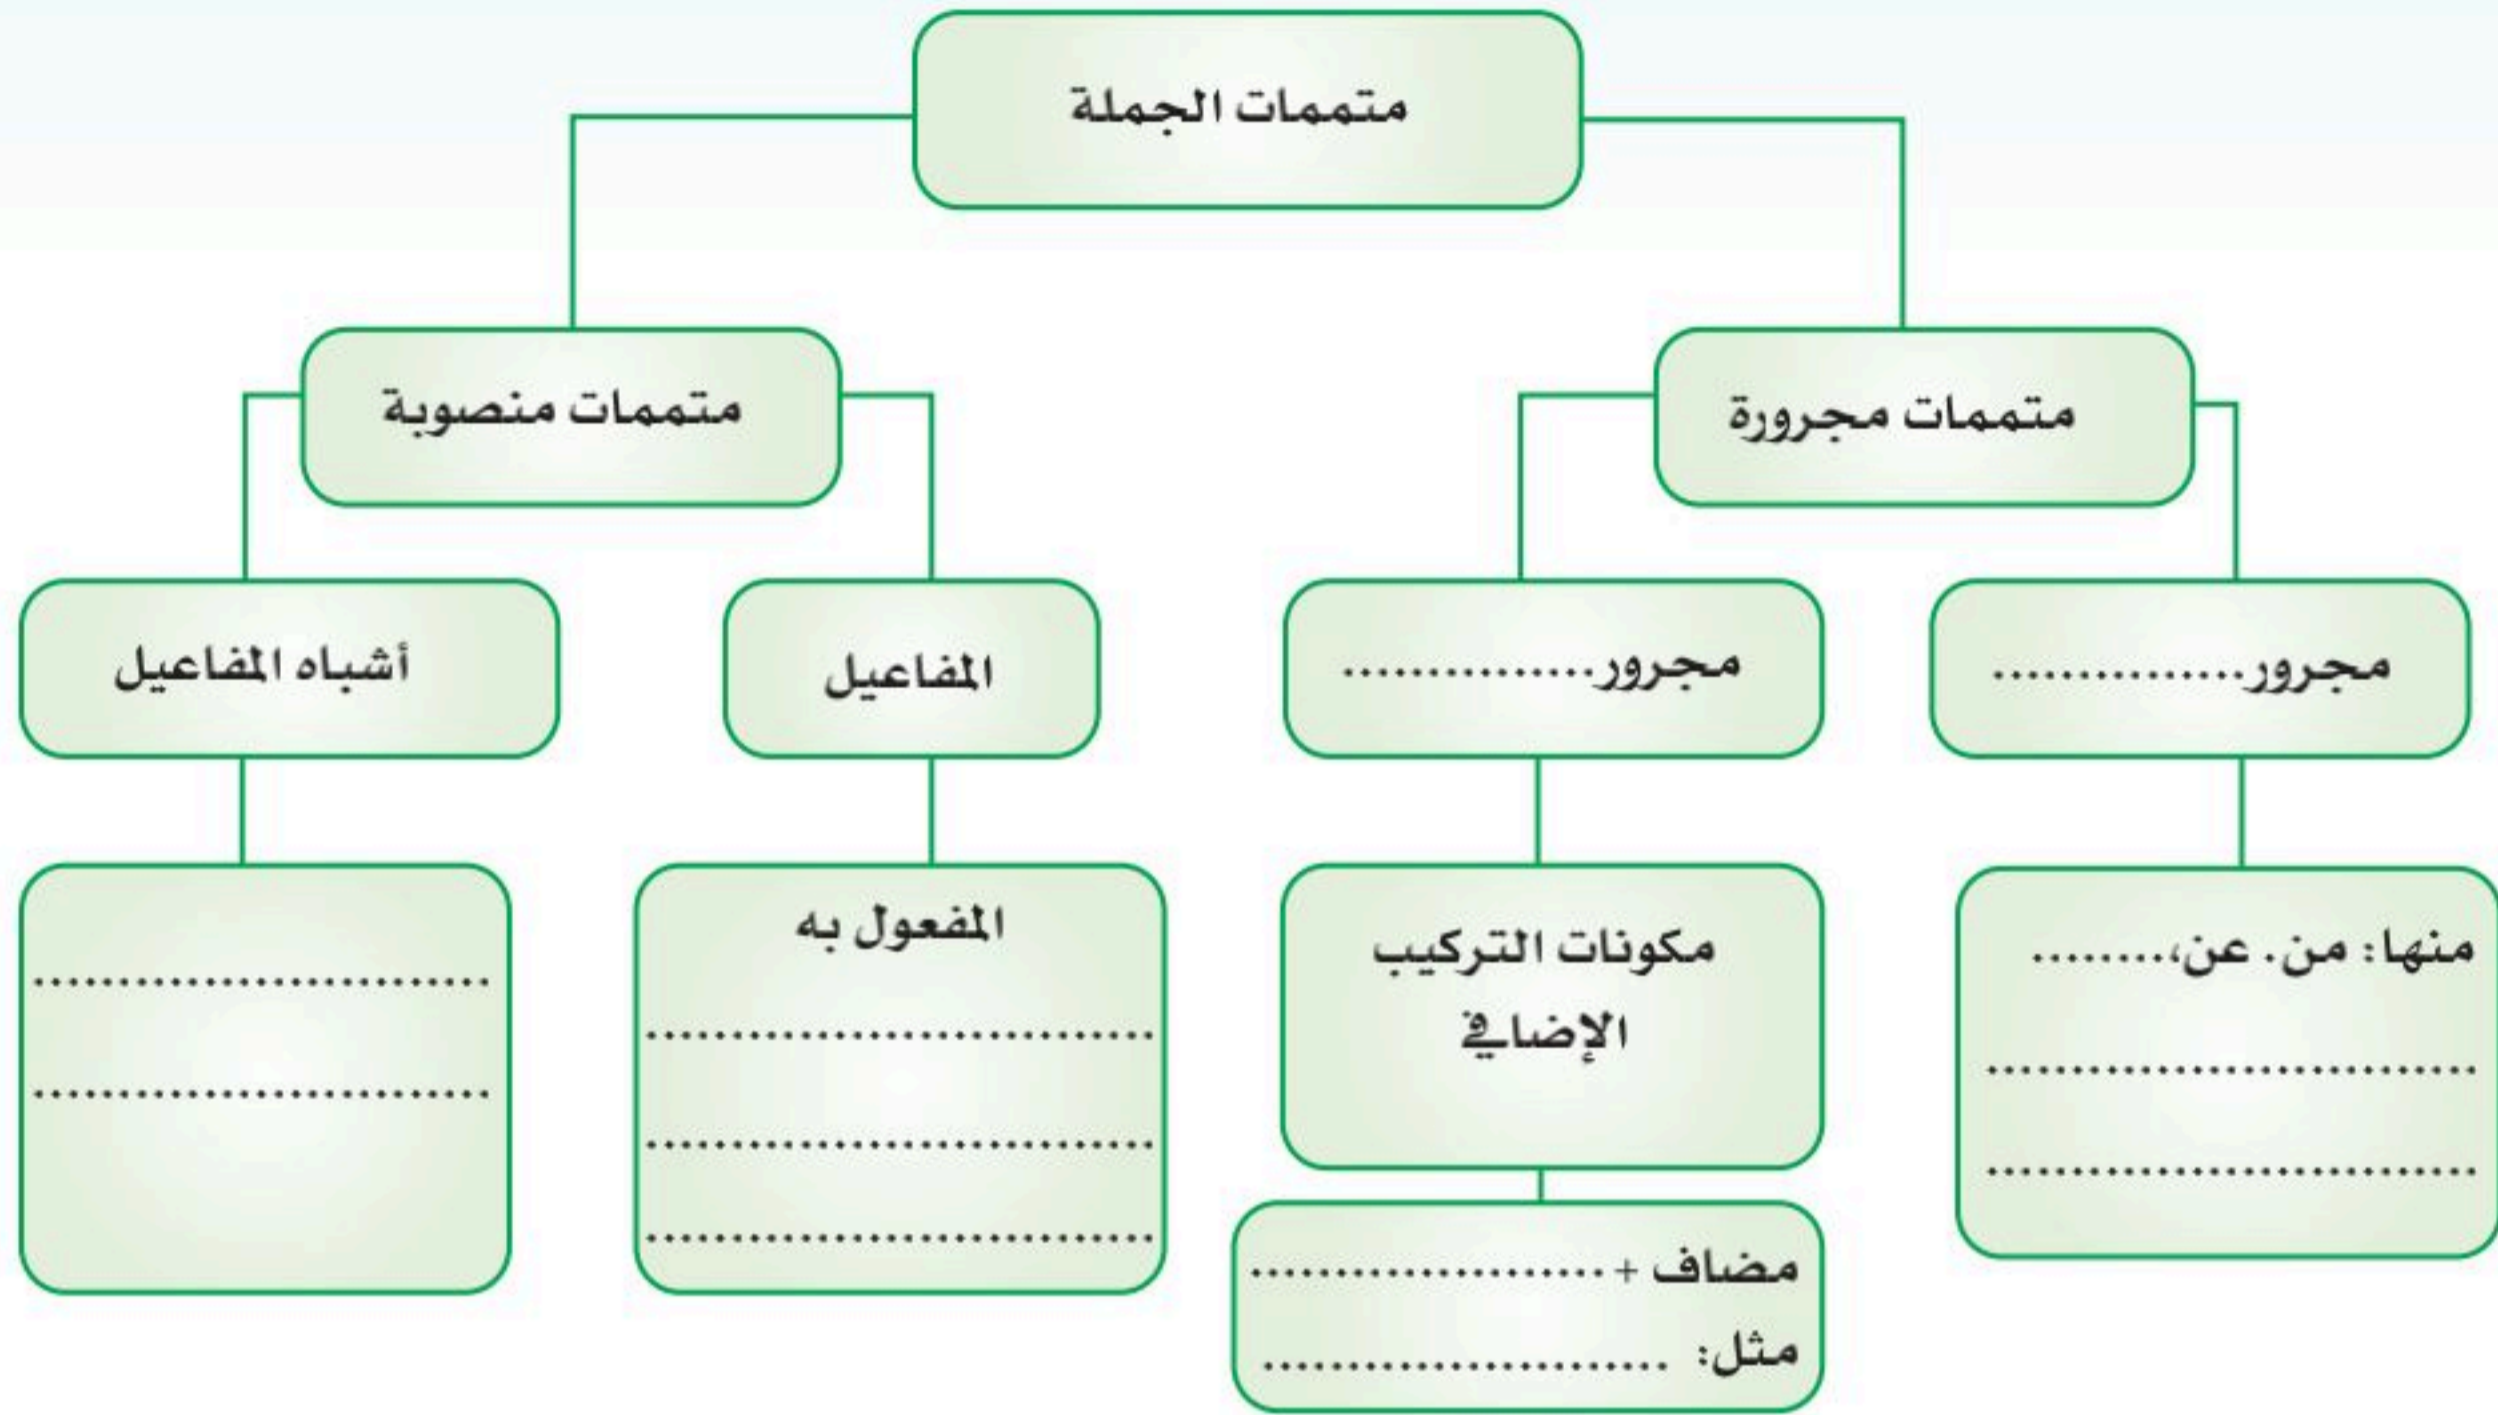 متممات الجملة
متممات مجرورة
متممات منصوبة
مجرور...............
مجرور...............
المفاعيل
أشباه المفاعيل
منها: من. عن،........
.............................
.............................
مكونات التركيب
الإضافي
مضاف + .....................
مثل: ........................
المفعول به
..............................
..............................
..............................
...........................
...........................